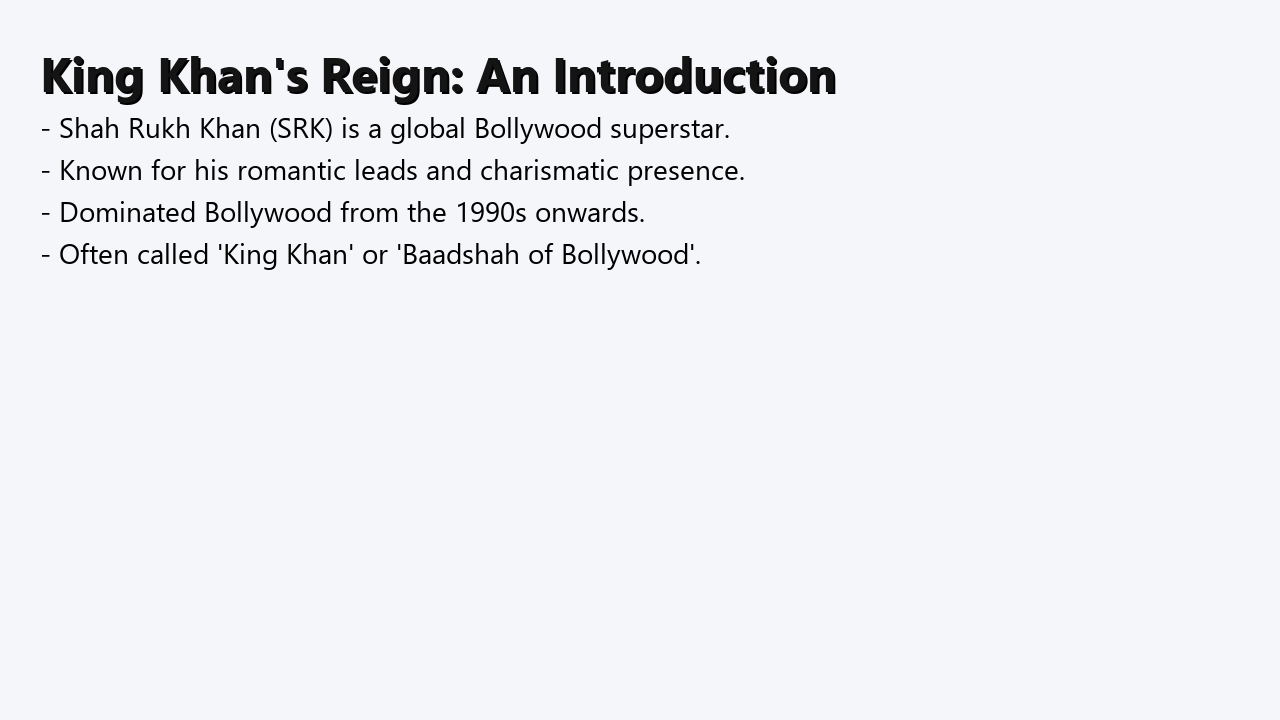 King Khan's Reign: An Introduction
- Shah Rukh Khan (SRK) is a global Bollywood superstar.
- Known for his romantic leads and charismatic presence.
- Dominated Bollywood from the 1990s onwards.
- Often called 'King Khan' or 'Baadshah of Bollywood'.